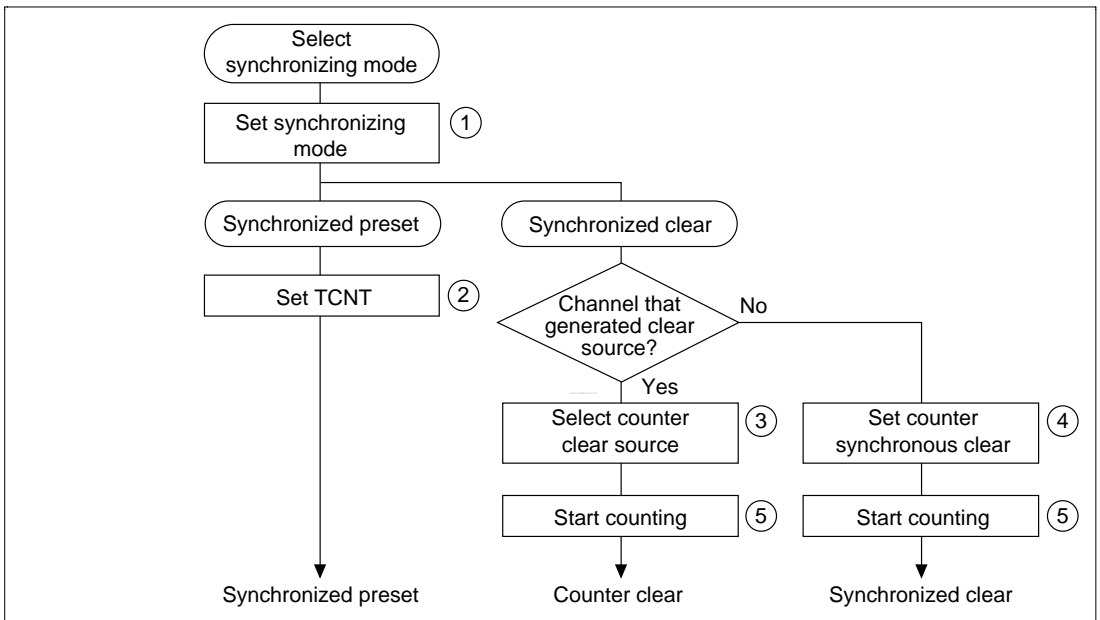 Select
synchronizing mode
Set synchronizing
mode
1
Synchronized preset
Synchronized clear
Set TCNT
2
Channel that
generated clear
source?
No
Yes
Select counter
clear source
3
Set counter
synchronous clear
4
Start counting
5
Start counting
5
Synchronized preset
Counter clear
Synchronized clear